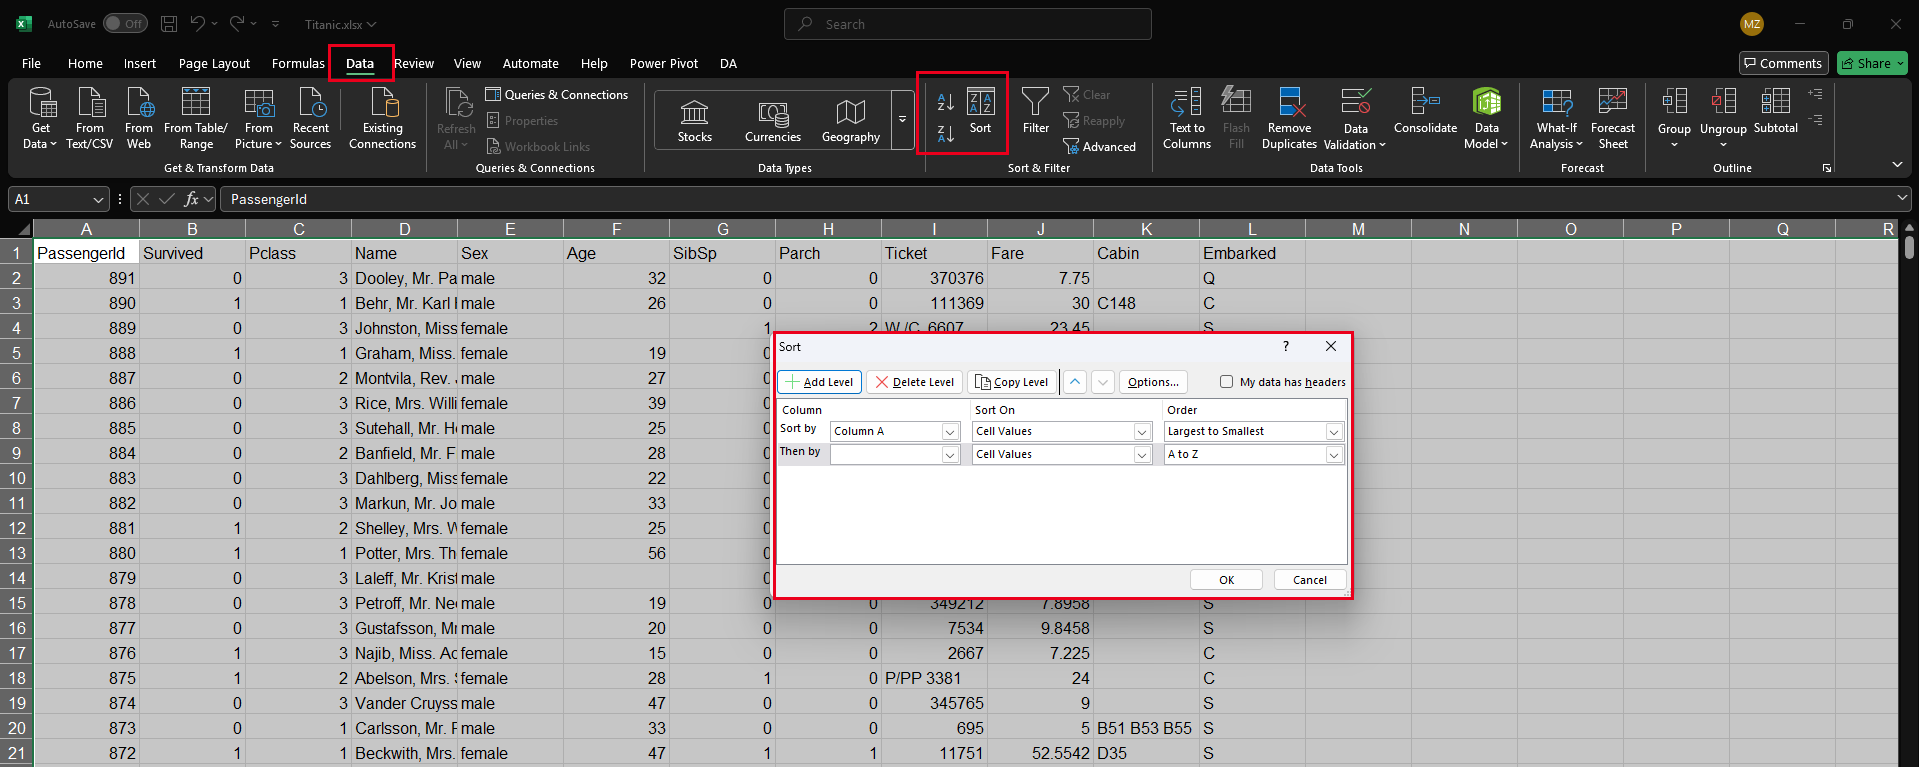 AutoSave Off Titanic.xlsx Search MZ
File Home Insert Page Layout Formulas Data Review View Automate Help Power Pivot DA Comments Share
Get Data From Text/CSV From Web From Table/ Range From Picture Recent Sources Existing Connections
Get & Transform Data
Refresh All Queries & Connections Properties Workbook Links
Queries & Connections
Stocks Currencies Geography
Data Types
Sort Filter Clear Reapply Advanced
Sort & Filter
Text to Columns Flash Fill Remove Duplicates Data Validation Consolidate Data Model
Data Tools
What-If Analysis Forecast Sheet
Forecast
Group Ungroup Subtotal
Outline
A1 fx PassengerId
A B C D E F G H I J K L M N O P Q R
1 PassengerId Survived Pclass Name Sex Age SibSp Parch Ticket Fare Cabin Embarked
2 891 0 3 Dooley, Mr. Pa male 32 0 0 370376 7.75 Q
3 890 1 1 Behr, Mr. Karl male 26 0 0 111369 30 C148 C
4 889 0 3 Johnston, Miss female 1 2 W./C. 6607 23.45 S
5 888 1 1 Graham, Miss. female 19 0
6 887 0 2 Montvila, Rev. male 27 0
7 886 0 3 Rice, Mrs. Willi female 39 0
8 885 0 3 Sutehall, Mr. He male 25 0
9 884 0 2 Banfield, Mr. F male 28 0
10 883 0 3 Dahlberg, Miss female 22 0
11 882 0 3 Markun, Mr. Jo male 33 0
12 881 1 2 Shelley, Mrs. W female 25 0
13 880 1 1 Potter, Mrs. Th female 56 0
14 879 0 3 Laleff, Mr. Krist male 0
15 878 0 3 Petroff, Mr. Ne male 19 0 0 349212 7.8958 S
16 877 0 3 Gustafsson, Mr male 20 0 0 7534 9.8458 S
17 876 1 3 Najib, Miss. Ad female 15 0 0 2667 7.225 C
18 875 1 2 Abelson, Mrs. S female 28 1 0 P/PP 3381 24 C
19 874 0 3 Vander Cruyss male 47 0 0 345765 9 S
20 873 0 1 Carlsson, Mr. F male 33 0 0 695 5 B51 B53 B55 S
21 872 1 1 Beckwith, Mrs. female 47 1 1 11751 52.5542 D35 S
Sort ?
Add Level Delete Level Copy Level Options... My data has headers
Column Sort On Order
Sort by Column A Cell Values Largest to Smallest
Then by Cell Values A to Z
OK Cancel